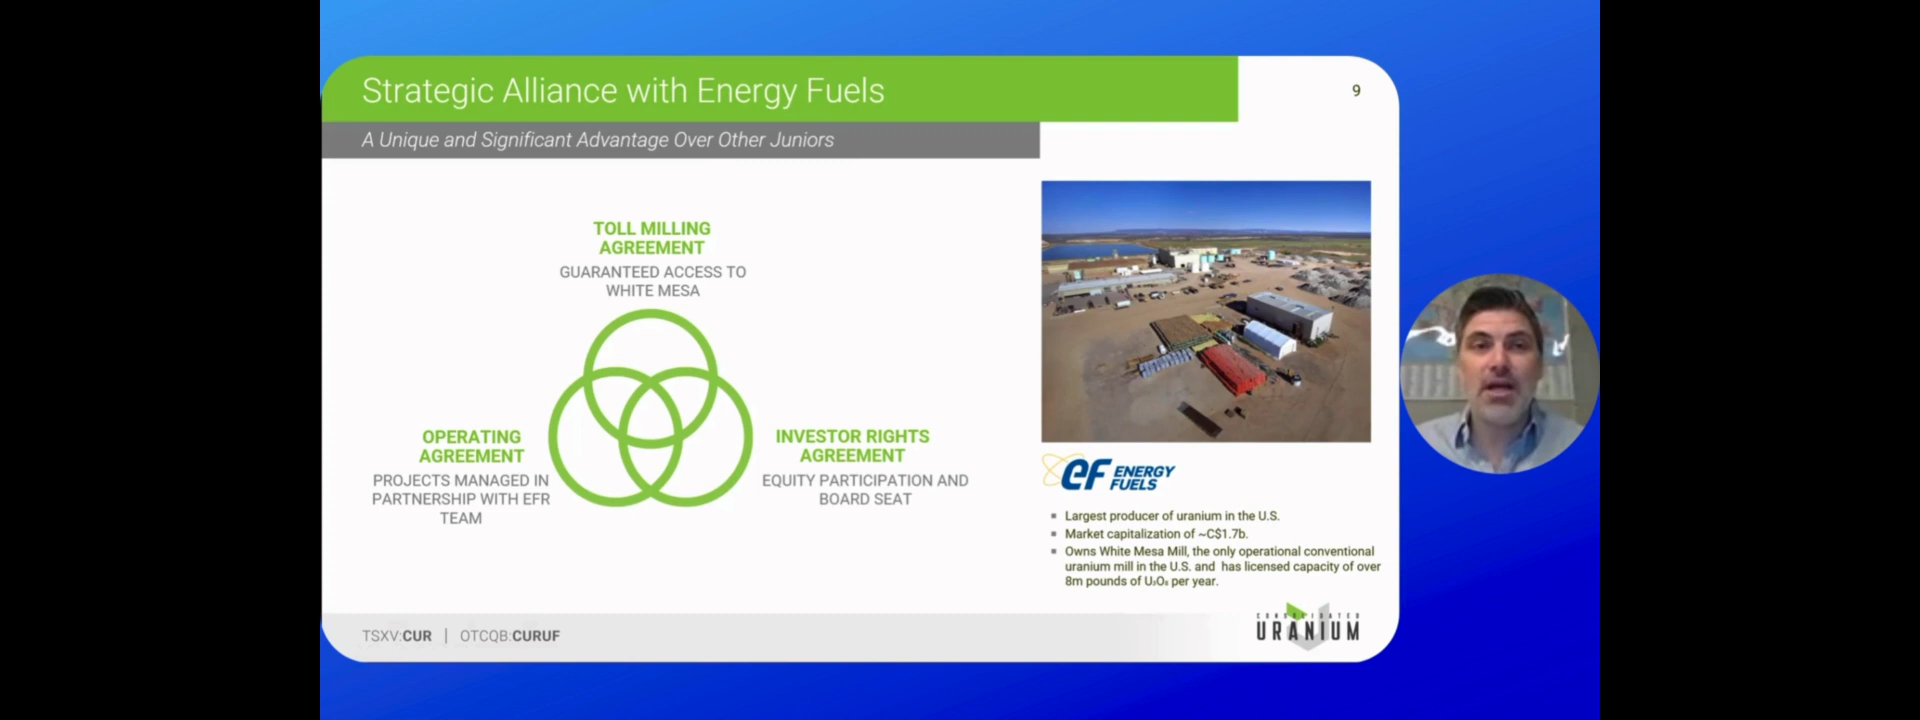 Strategic Alliance with Energy Fuels
9
A Unique and Significant Advantage Over Other Juniors
TOLL MILLING
AGREEMENT
GUARANTEED ACCESS TO
WHITE MESA
OPERATING
AGREEMENT
PROJECTS MANAGED IN
PARTNERSHIP WITH EFR
TEAM
INVESTOR RIGHTS
AGREEMENT
EQUITY PARTICIPATION AND
BOARD SEAT
eF ENERGY
FUELS
▪ Largest producer of uranium in the U.S.
▪ Market capitalization of ~C$1.7b.
▪ Owns White Mesa Mill, the only operational conventional
uranium mill in the U.S. and has licensed capacity of over
8m pounds of U₃O₈ per year.
TSXV:CUR | OTCQB:CURUF
CONSOLIDATED
URANIUM